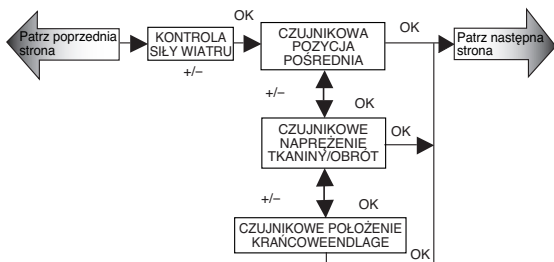 OK
Patrz poprzednia
strona
KONTROLA
SIŁY WIATRU
CZUJNIKOWA
POZYCJA
POŚREDNIA
OK
Patrz następna
strona
+/–
+/–
OK
CZUJNIKOWE
NAPRĘŻENIE
TKANINY/OBRÓT
OK
+/–
OK
CZUJNIKOWE POŁOŻENIE
KRAŃCOWEENDLAGE
OK